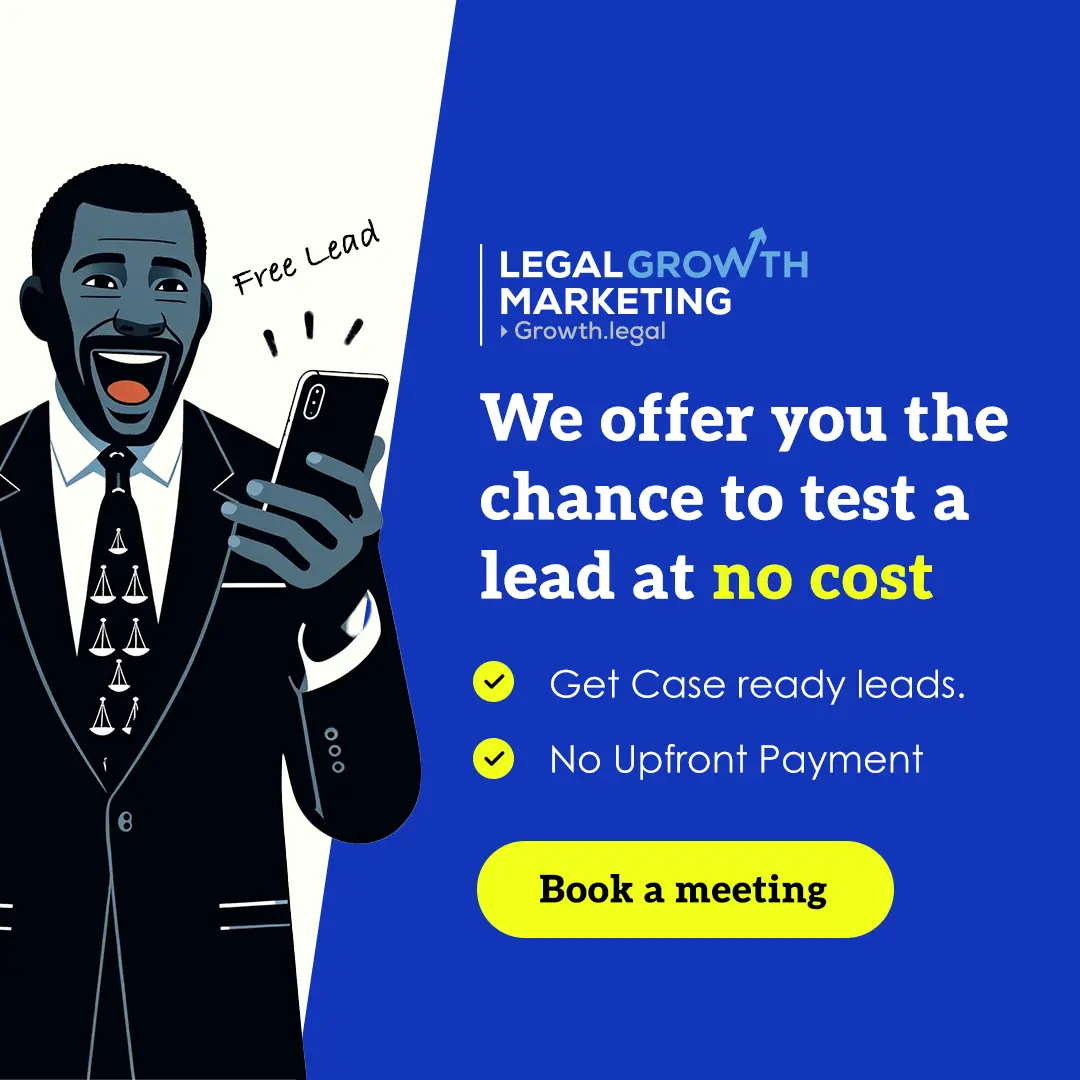 Free Lead
LEGAL GROWTH
MARKETING
Growth.legal
We offer you the
chance to test a
lead at no cost
Get Case ready leads.
No Upfront Payment
Book a meeting